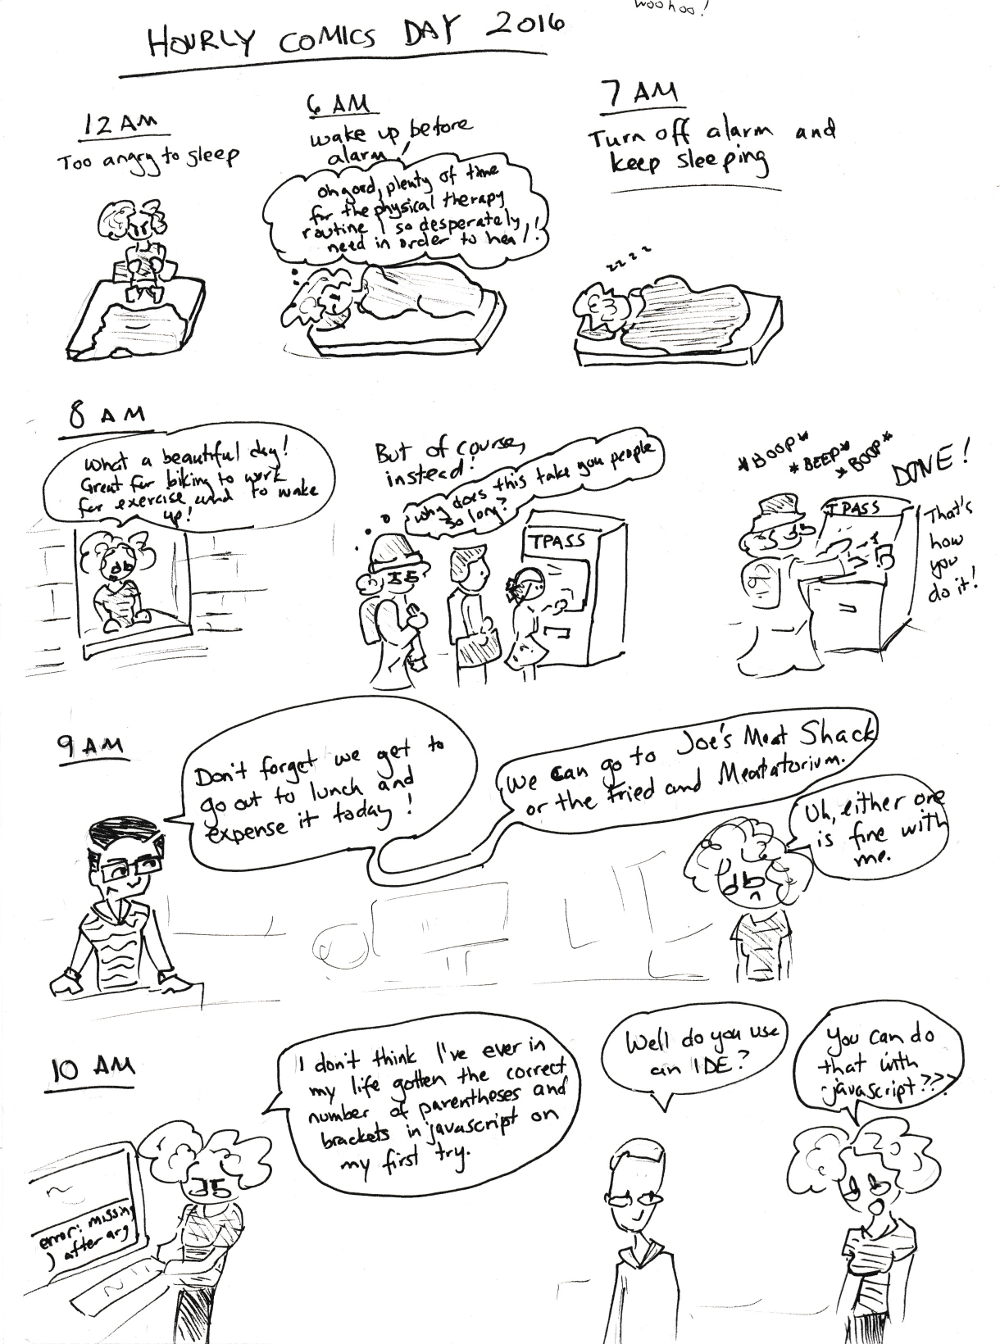 woohoo!
HOURLY COMICS DAY 2016
12 AM
Too angry to sleep
6 AM
wake up before
alarm
oh good, plenty of time
for the physical therapy
routine I so desperately
need in order to heal!!
7 AM
Turn off alarm and
keep sleeping
zzzz
8 AM
What a beautiful day!
Great for biking to work
for exercise and to wake
up!
But of course,
instead!
Why does this take you people
so long?
TPASS
*BOOP*
*BEEP*
*BOOP*
DONE!
TPASS
That's
how
you
do it!
9 AM
Don't forget we get to
go out to lunch and
expense it today!
We can go to Joe's Meat Shack
or the Fried and Meatatorium.
Uh, either one
is fine with
me.
10 AM
I don't think I've ever in
my life gotten the correct
number of parentheses and
brackets in javascript on
my first try.
error: missing
) after arg
Well do you use
an IDE?
You can do
that with
javascript???